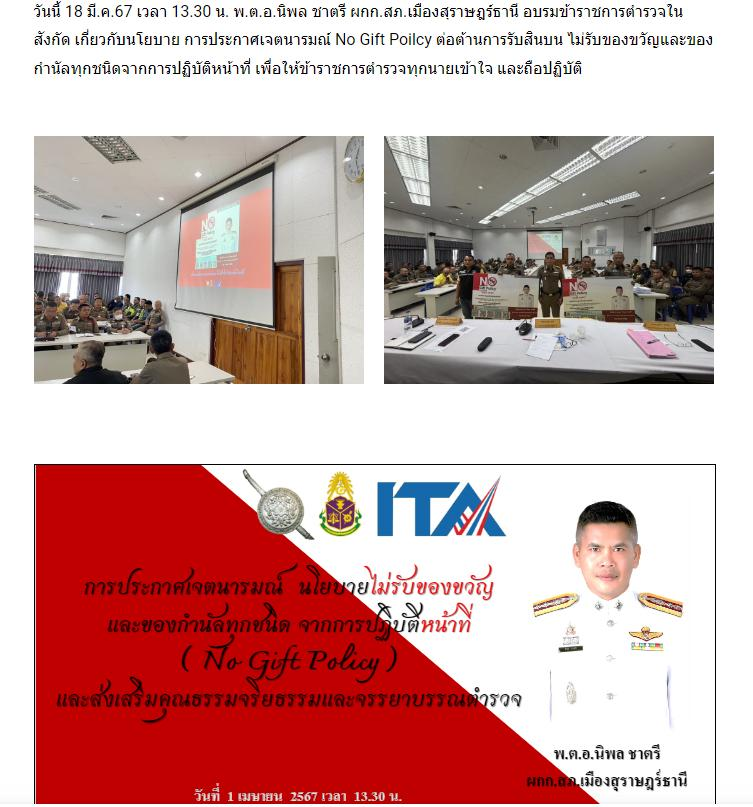 วันนี้ 18 มี.ค.67 เวลา 13.30 น. พ.ต.อ.นิพล ชาตรี ผกก.สภ.เมืองสุราษฎร์ธานี อบรมข้าราชการตำรวจใน
สังกัด เกี่ยวกับนโยบาย การประกาศเจตนารมณ์ No Gift Poilcy ต่อต้านการรับสินบน ไม่รับของขวัญและของ
กำนัลทุกชนิดจากการปฏิบัติหน้าที่ เพื่อให้ข้าราชการตำรวจทุกนายเข้าใจ และถือปฏิบัติ
NO
Gift Policy
NO
Gift Policy
ITA
การประกาศเจตนารมณ์ นโยบายไม่รับของขวัญ
และของกำนัลทุกชนิด จากการปฏิบัติหน้าที่
( No Gift Policy )
และส่งเสริมคุณธรรมจริยธรรมและจรรยาบรรณตำรวจ
พ.ต.อ.นิพล ชาตรี
ผกก.สภ.เมืองสุราษฎร์ธานี
วันที่ 1 เมษายน 2567 เวลา 13.30 น.